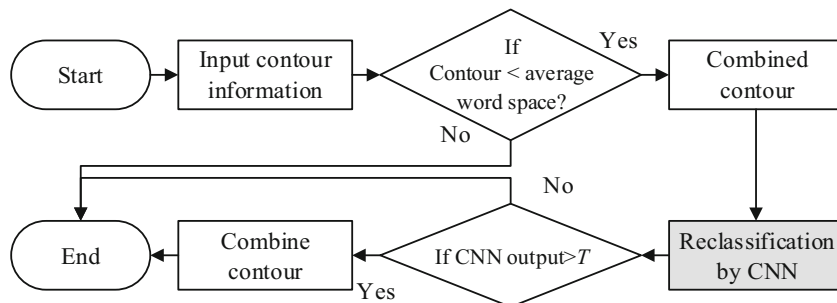 Start
Input contour
information
If
Contour < average
word space?
Yes
Combined
contour
No
No
End
Combine
contour
Yes
If CNN output>T
Reclassification
by CNN